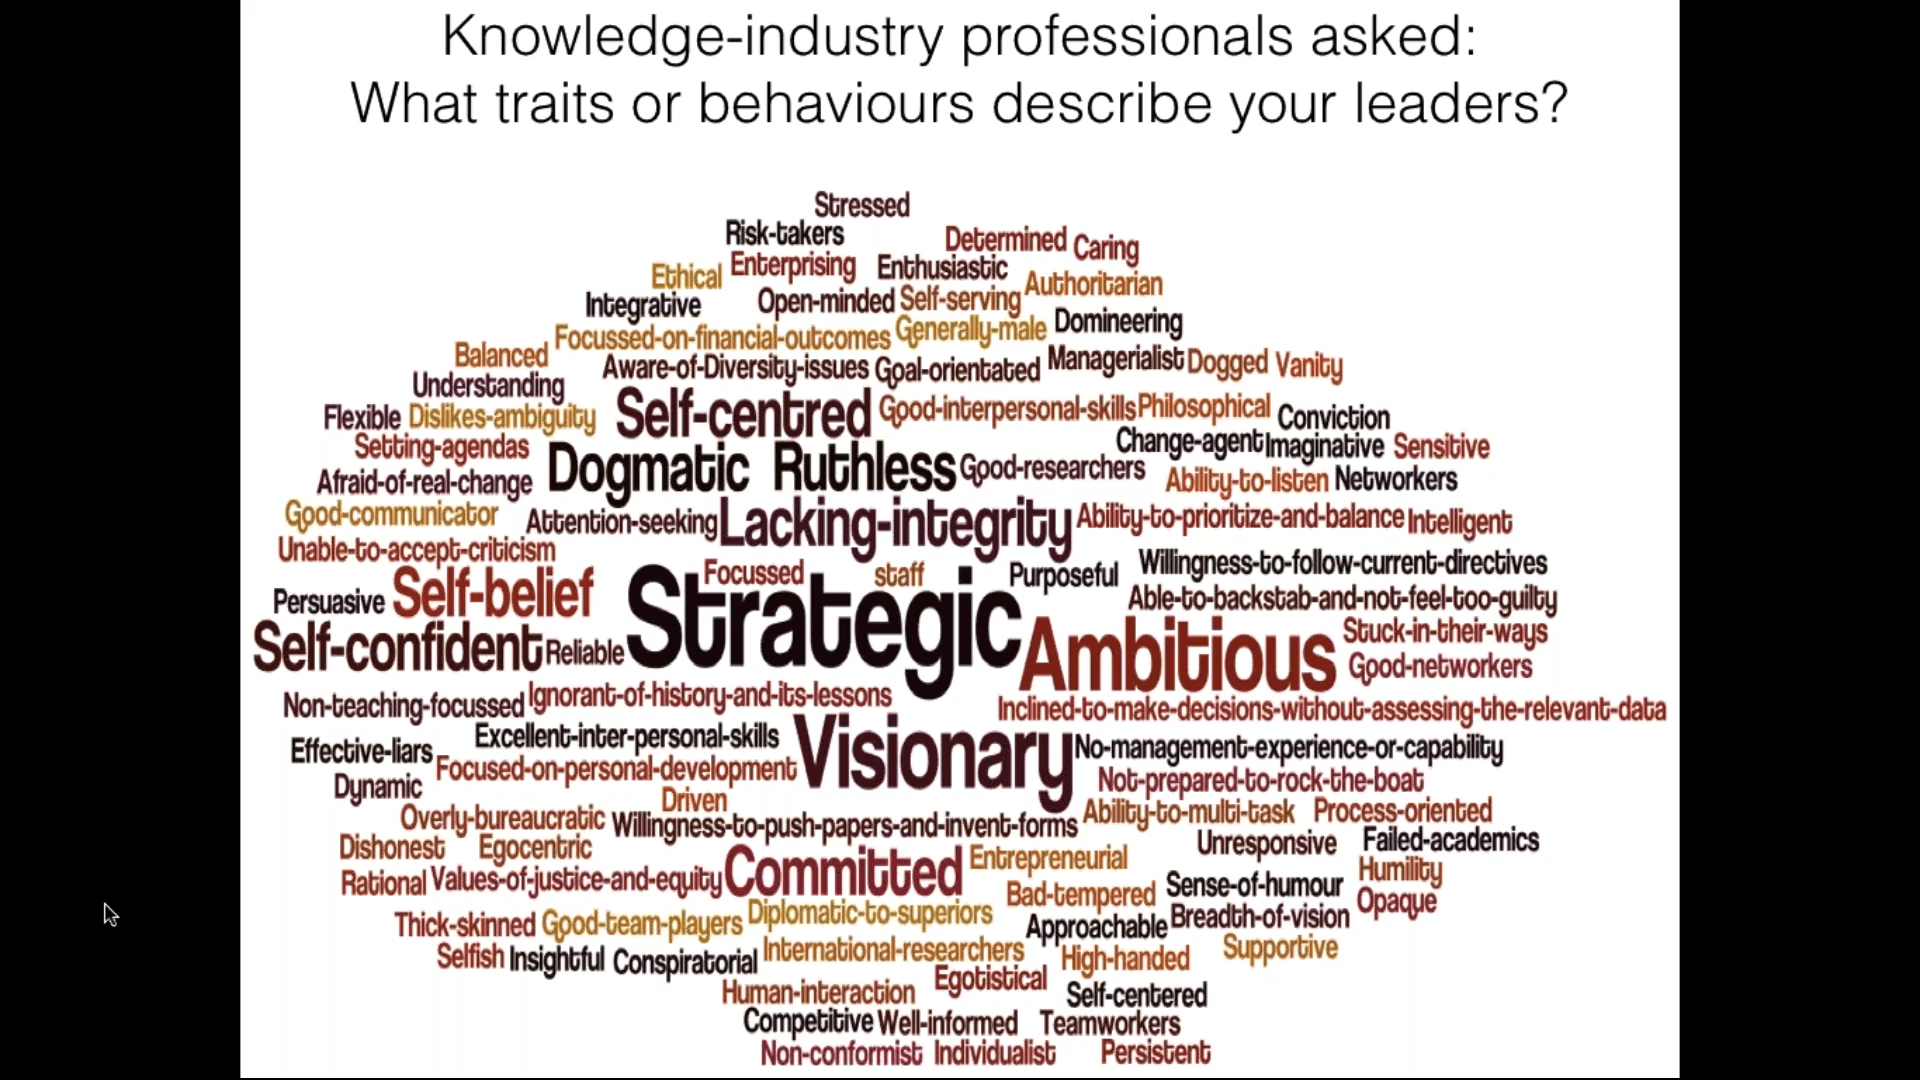 Knowledge-industry professionals asked:
What traits or behaviours describe your leaders?
Stressed
Risk-takers
Determined
Caring
Ethical
Enterprising
Enthusiastic
Authoritarian
Integrative
Open-minded
Self-serving
Focussed-on-financial-outcomes
Generally-male
Domineering
Balanced
Aware-of-Diversity-issues
Goal-orientated
Managerialist
Dogged
Vanity
Understanding
Flexible
Dislikes-ambiguity
Self-centred
Good-interpersonal-skills
Philosophical
Conviction
Setting-agendas
Change-agent
Imaginative
Sensitive
Afraid-of-real-change
Dogmatic
Ruthless
Good-researchers
Ability-to-listen
Networkers
Good-communicator
Attention-seeking
Lacking-integrity
Ability-to-prioritize-and-balance
Intelligent
Unable-to-accept-criticism
Focussed
staff
Purposeful
Willingness-to-follow-current-directives
Persuasive
Self-belief
Strategic
Able-to-backstab-and-not-feel-too-guilty
Self-confident
Reliable
Ambitious
Stuck-in-their-ways
Good-networkers
Non-teaching-focussed
Ignorant-of-history-and-its-lessons
Inclined-to-make-decisions-without-assessing-the-relevant-data
Effective-liars
Excellent-inter-personal-skills
Visionary
No-management-experience-or-capability
Dynamic
Focused-on-personal-development
Not-prepared-to-rock-the-boat
Driven
Overly-bureaucratic
Willingness-to-push-papers-and-invent-forms
Ability-to-multi-task
Process-oriented
Dishonest
Egocentric
Unresponsive
Failed-academics
Rational
Values-of-justice-and-equity
Committed
Entrepreneurial
Humility
Bad-tempered
Sense-of-humour
Opaque
Thick-skinned
Good-team-players
Diplomatic-to-superiors
Approachable
Breadth-of-vision
Selfish
Insightful
Conspiratorial
International-researchers
High-handed
Supportive
Human-interaction
Egotistical
Self-centered
Competitive
Well-informed
Teamworkers
Non-conformist
Individualist
Persistent